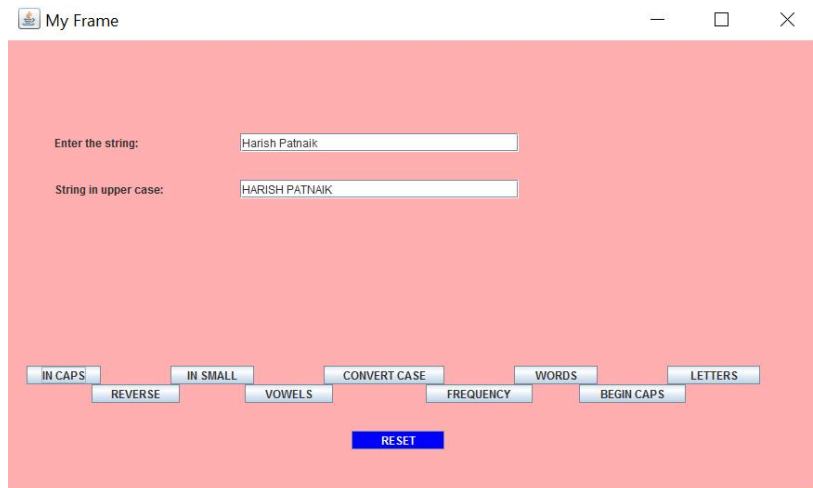 My Frame
Enter the string: Harish Patnaik
String in upper case: HARISH PATNAIK
IN CAPS IN SMALL CONVERT CASE WORDS LETTERS
REVERSE VOWELS FREQUENCY BEGIN CAPS
RESET